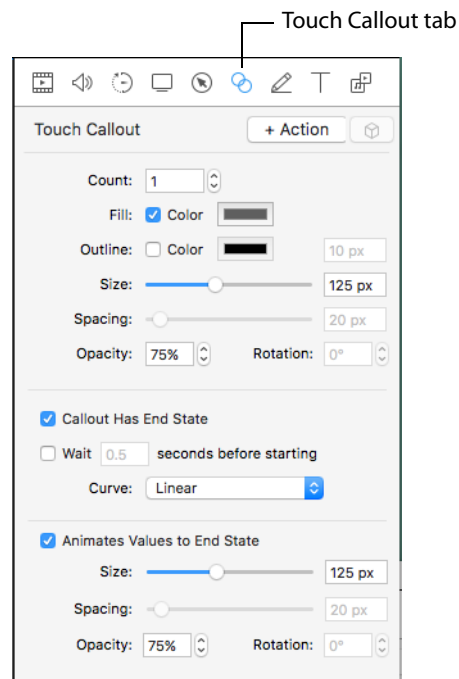 Touch Callout tab
Touch Callout + Action
Count: 1
Fill: Color
Outline: Color 10 px
Size: 125 px
Spacing: 20 px
Opacity: 75% Rotation: 0°
Callout Has End State
Wait 0.5 seconds before starting
Curve: Linear
Animates Values to End State
Size: 125 px
Spacing: 20 px
Opacity: 75% Rotation: 0°